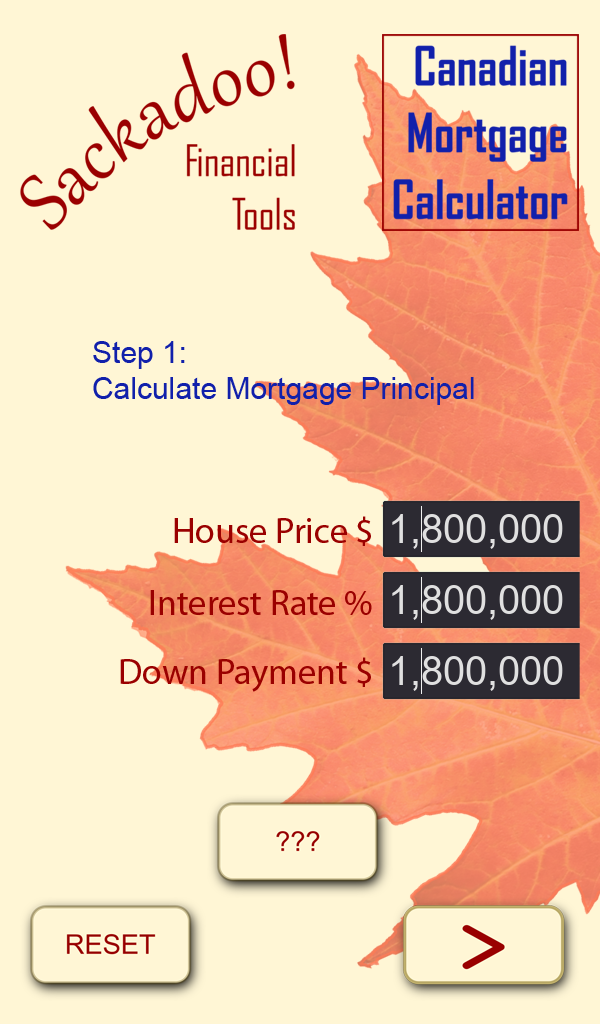 Sackadoo!
Financial
Tools
Canadian
Mortgage
Calculator
Step 1:
Calculate Mortgage Principal
House Price $ 1,800,000
Interest Rate % 1,800,000
Down Payment $ 1,800,000
???
RESET
>